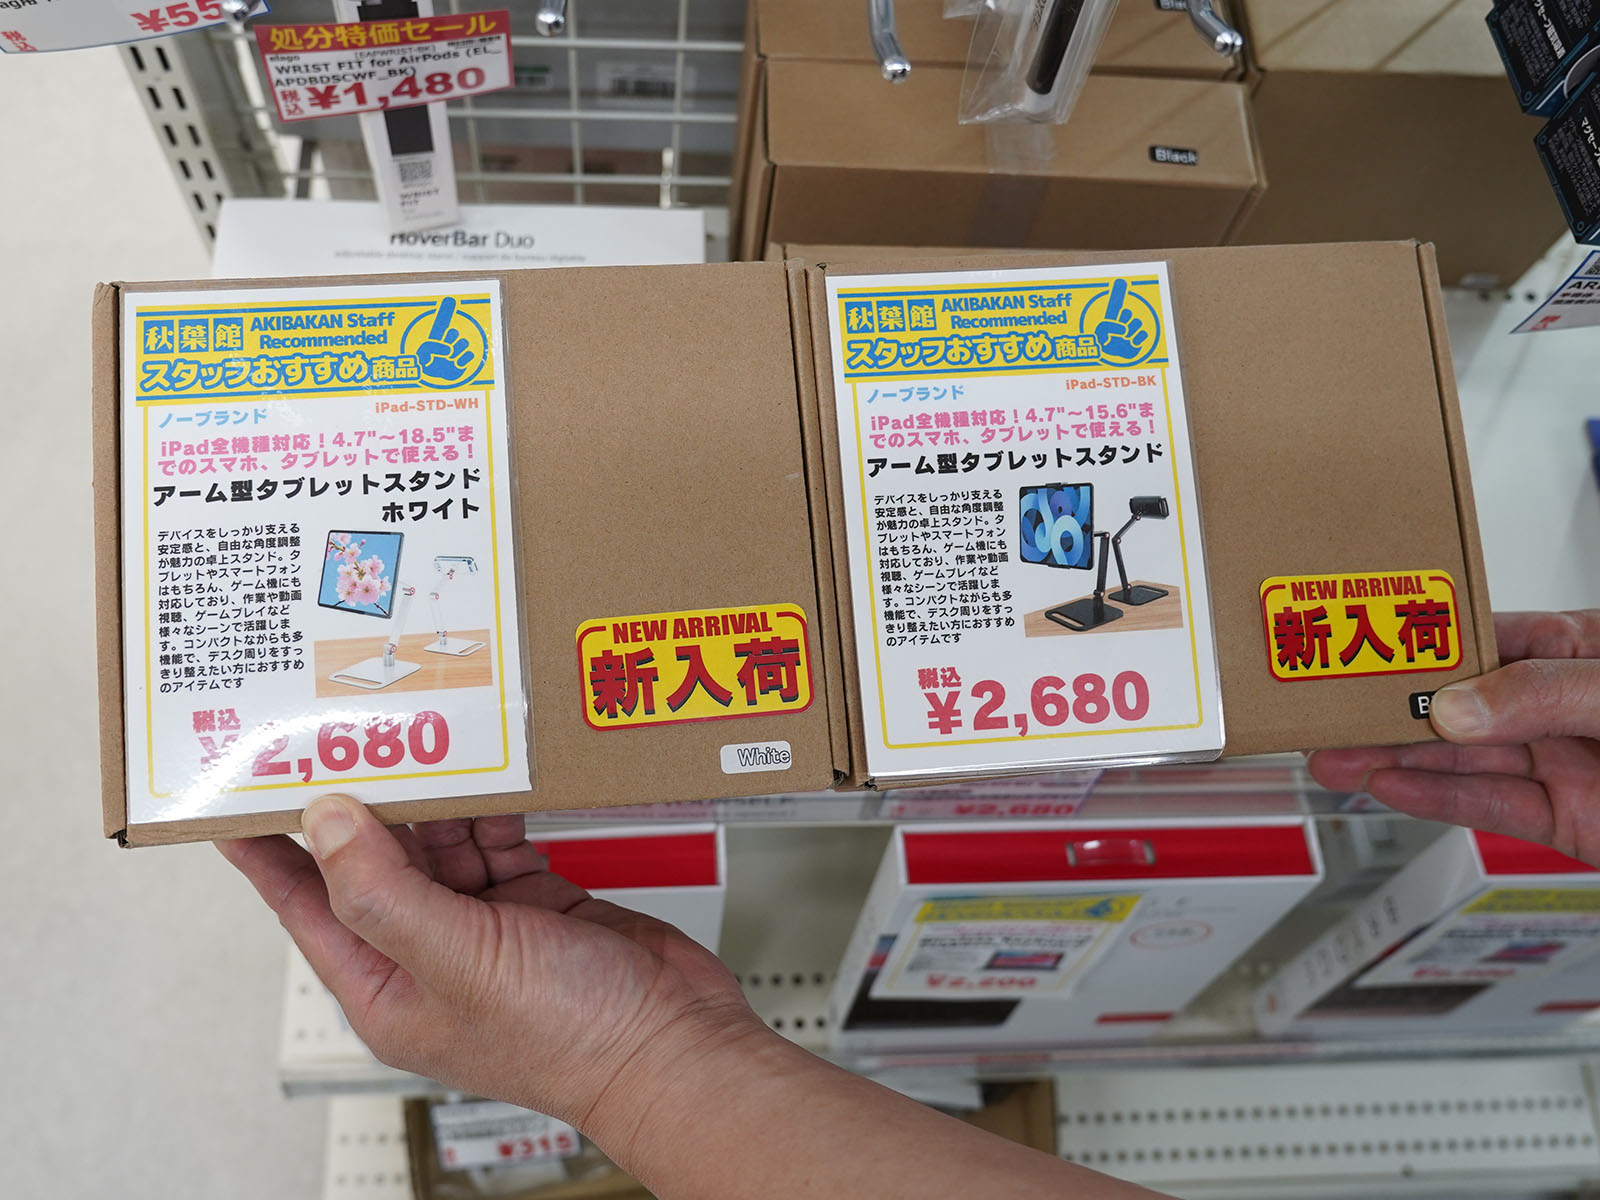 税込 ¥55
処分特価セール
elago [EAPWRIST-BK]
WRIST FIT for AirPods (EL_
APDBDSCWF_BK)
税込 ¥1,480
WRIST
FIT
HoverBar Duo
Black
秋葉館 AKIBAKAN Staff
Recommended
スタッフおすすめ商品
ノーブランド iPad-STD-WH
iPad全機種対応！4.7"～18.5"ま
でのスマホ、タブレットで使える！
アーム型タブレットスタンド
ホワイト
デバイスをしっかり支える
安定感と、自由な角度調整
が魅力の卓上スタンド。タ
ブレットやスマートフォン
はもちろん、ゲーム機にも
対応しており、作業や動画
視聴、ゲームプレイなど
様々なシーンで活躍しま
す。コンパクトながらも多
機能で、デスク周りをすっ
きり整えたい方におすすめ
のアイテムです
税込
¥2,680
NEW ARRIVAL
新入荷
White
秋葉館 AKIBAKAN Staff
Recommended
スタッフおすすめ商品
ノーブランド iPad-STD-BK
iPad全機種対応！4.7"～15.6"ま
でのスマホ、タブレットで使える！
アーム型タブレットスタンド
デバイスをしっかり支える
安定感と、自由な角度調整
が魅力の卓上スタンド。タ
ブレットやスマートフォン
はもちろん、ゲーム機にも
対応しており、作業や動画
視聴、ゲームプレイなど
様々なシーンで活躍しま
す。コンパクトながらも多
機能で、デスク周りをすっ
きり整えたい方におすすめ
のアイテムです
税込
¥2,680
NEW ARRIVAL
新入荷
¥2,680
¥2,200
¥315